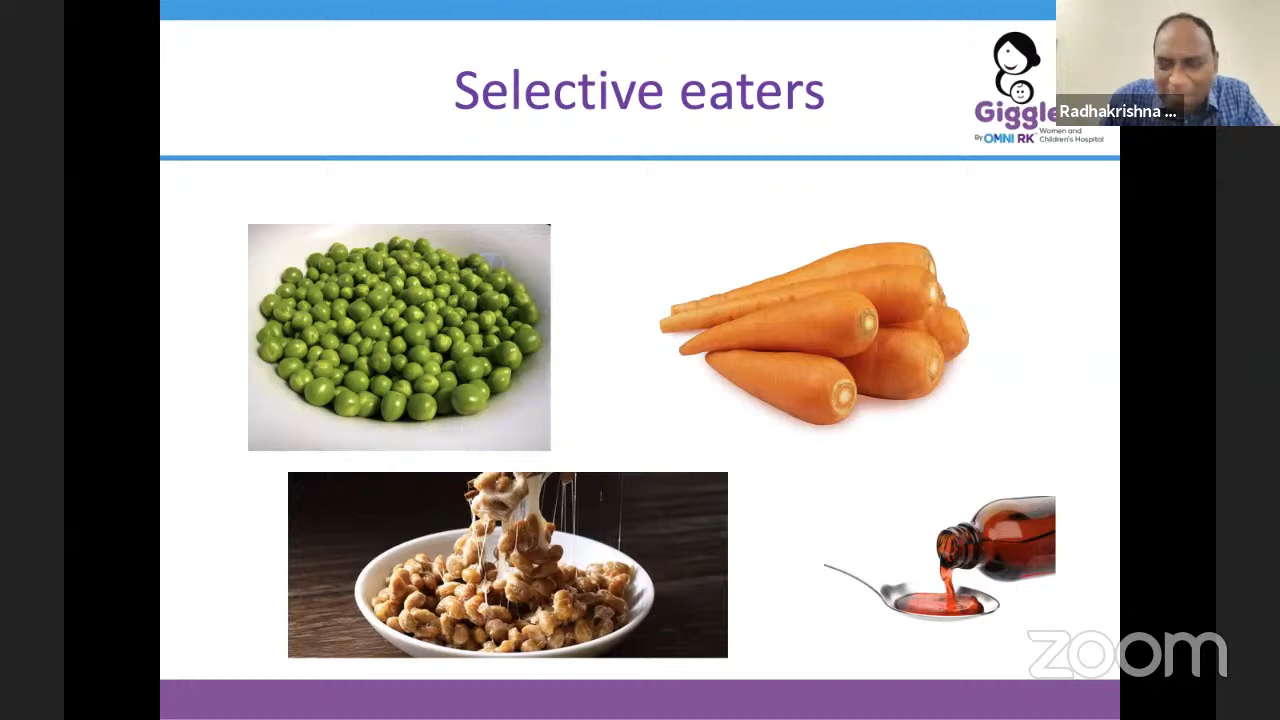 Selective eaters
Giggle
By OMNI RK Women and
Children's Hospital
Radhakrishna ...
zoom